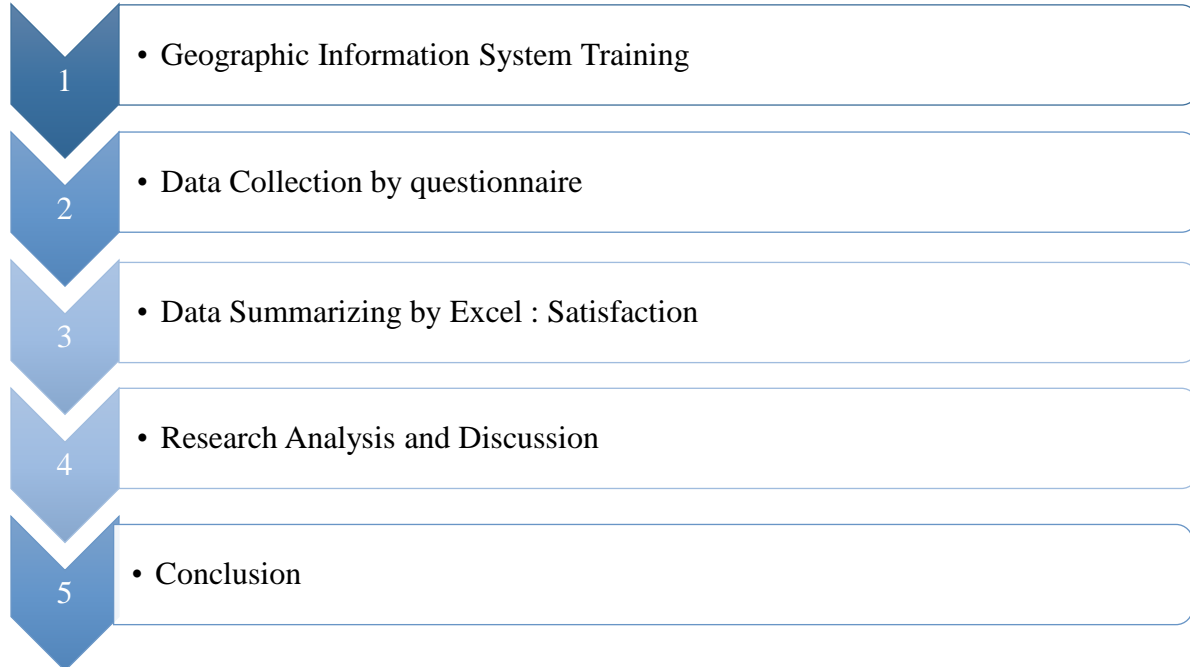 1
• Geographic Information System Training
2
• Data Collection by questionnaire
3
• Data Summarizing by Excel : Satisfaction
4
• Research Analysis and Discussion
5
• Conclusion